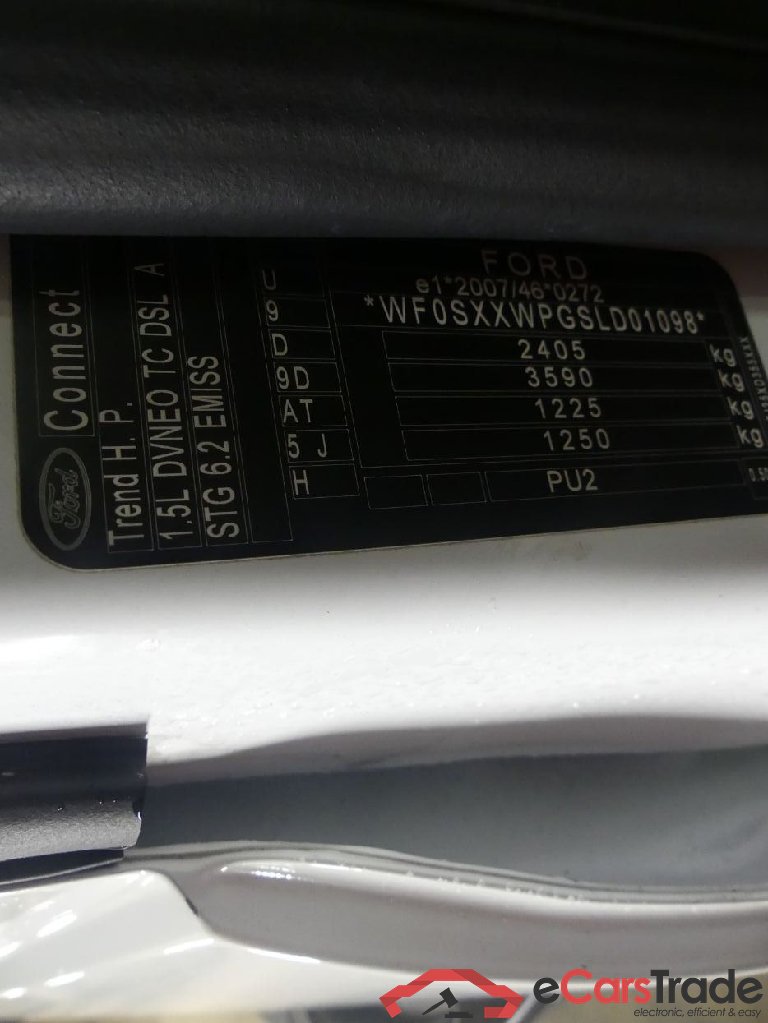 FORD
e1*2007/46*0272
*WF0SXXWPGSLD01098*
2405 kg
3590 kg
1225 kg
1250 kg
PU2
U
9
D
9D
AT
5 J
H
Ford
Connect
Trend H. P.
1.5L DVNEO TC DSL A
STG 6.2 EMISS
eCarsTrade
electronic, efficient & easy